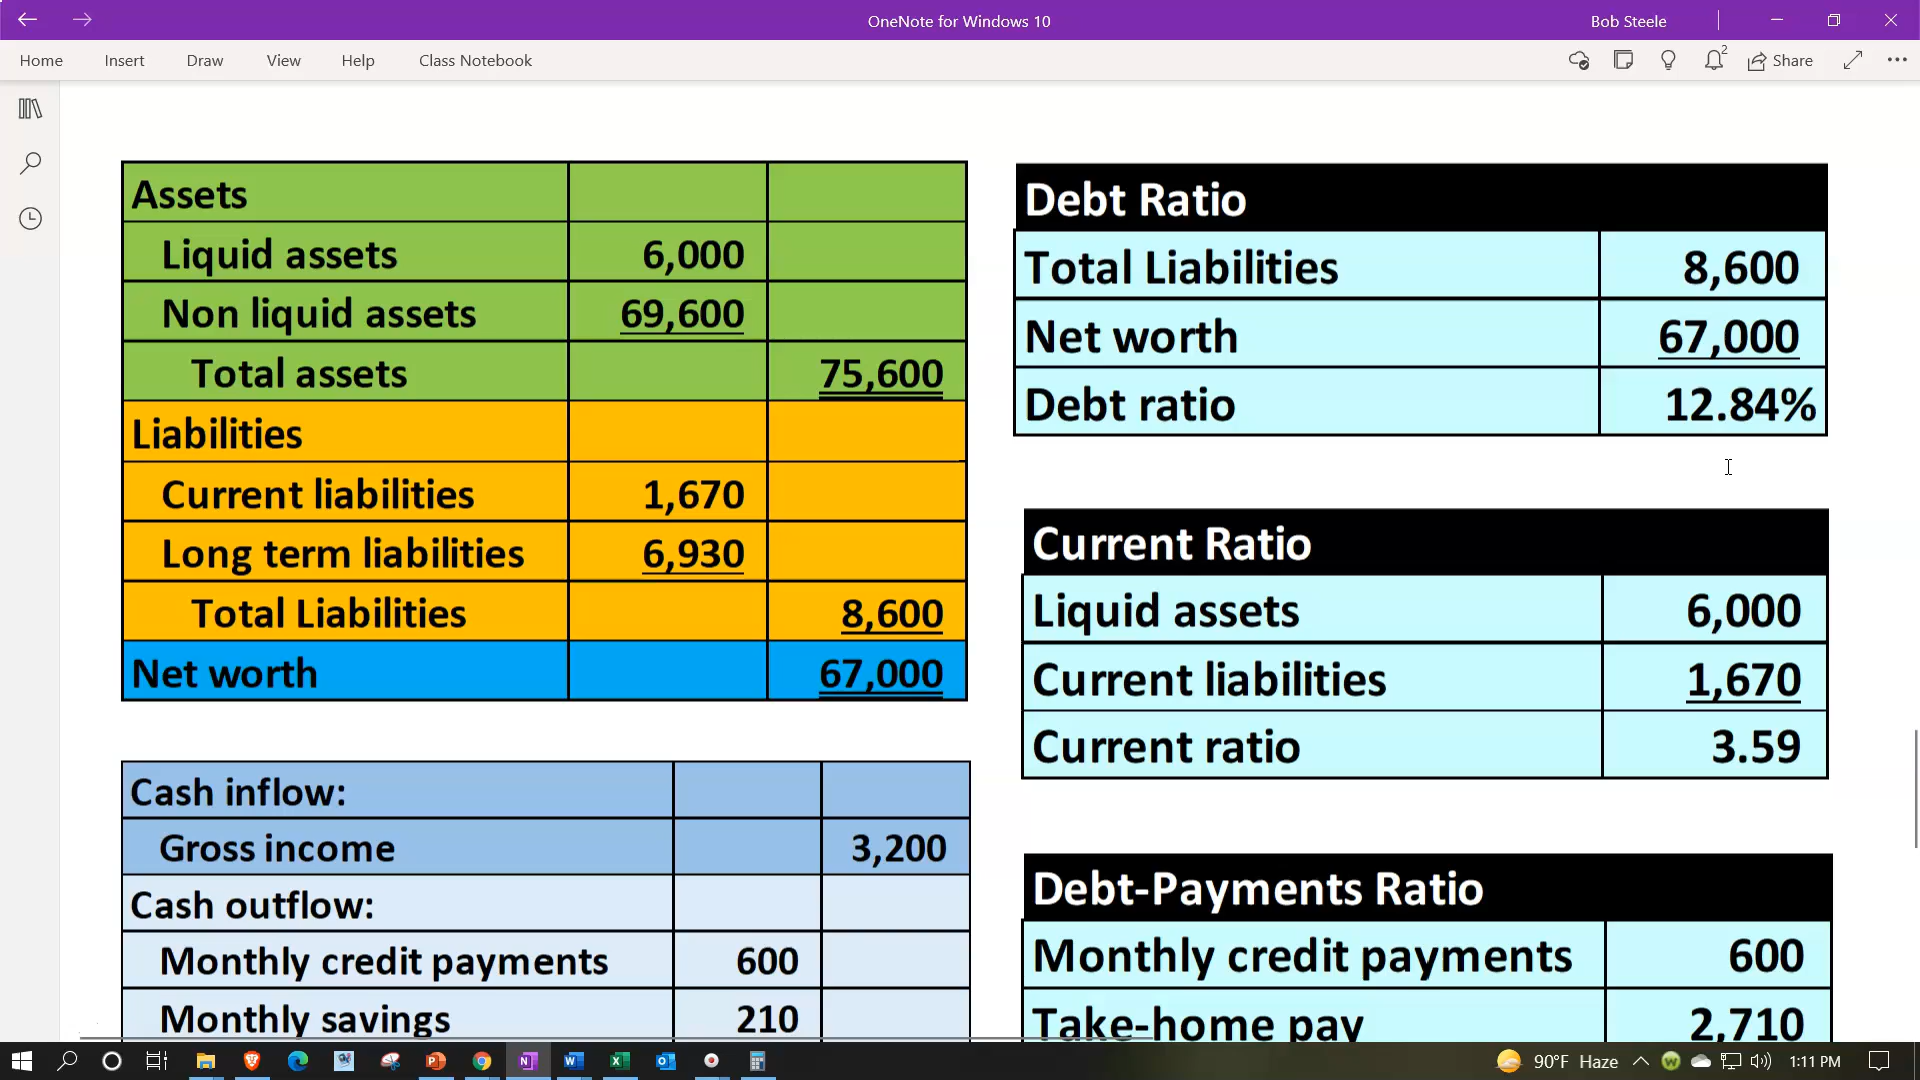 OneNote for Windows 10
Bob Steele
Home Insert Draw View Help Class Notebook
2
Share
Assets
Liquid assets 6,000
Non liquid assets 69,600
Total assets 75,600
Liabilities
Current liabilities 1,670
Long term liabilities 6,930
Total Liabilities 8,600
Net worth 67,000
Cash inflow:
Gross income 3,200
Cash outflow:
Monthly credit payments 600
Monthly savings 210
Debt Ratio
Total Liabilities 8,600
Net worth 67,000
Debt ratio 12.84%
Current Ratio
Liquid assets 6,000
Current liabilities 1,670
Current ratio 3.59
Debt-Payments Ratio
Monthly credit payments 600
Take-home pay 2,710
90°F Haze
1:11 PM